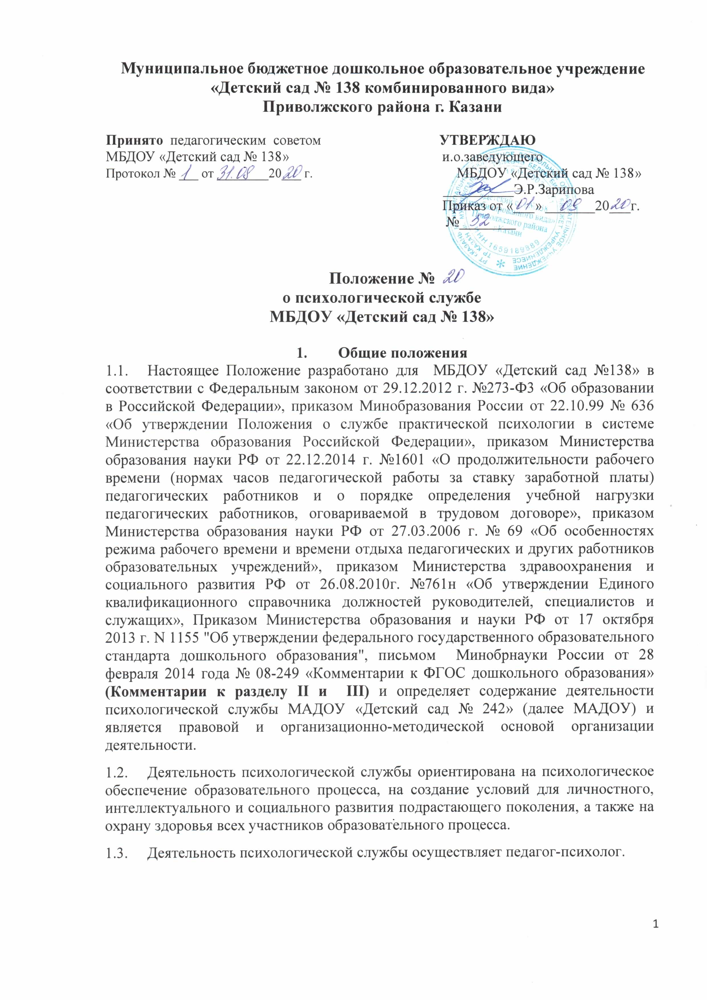 Муниципальное бюджетное дошкольное образовательное учреждение
«Детский сад № 138 комбинированного вида»
Приволжского района г. Казани
Принято педагогическим советом
МБДОУ «Детский сад № 138»
Протокол № 1 от 31.08 2020 г.
УТВЕРЖДАЮ
и.о.заведующего
МБДОУ «Детский сад № 138»
Э.Р.Зарипова
Приказ от «01» 09 2020г.
№ 52
комбинированного вида»
Приволжского района
г.Казани
ИНН 1659189889
Положение № 20
о психологической службе
МБДОУ «Детский сад № 138»
1. Общие положения
1.1. Настоящее Положение разработано для МБДОУ «Детский сад №138» в
соответствии с Федеральным законом от 29.12.2012 г. №273-ФЗ «Об образовании
в Российской Федерации», приказом Минобразования России от 22.10.99 № 636
«Об утверждении Положения о службе практической психологии в системе
Министерства образования Российской Федерации», приказом Министерства
образования науки РФ от 22.12.2014 г. №1601 «О продолжительности рабочего
времени (нормах часов педагогической работы за ставку заработной платы)
педагогических работников и о порядке определения учебной нагрузки
педагогических работников, оговариваемой в трудовом договоре», приказом
Министерства образования науки РФ от 27.03.2006 г. № 69 «Об особенностях
режима рабочего времени и времени отдыха педагогических и других работников
образовательных учреждений», приказом Министерства здравоохранения и
социального развития РФ от 26.08.2010г. №761н «Об утверждении Единого
квалификационного справочника должностей руководителей, специалистов и
служащих», Приказом Министерства образования и науки РФ от 17 октября
2013 г. N 1155 "Об утверждении федерального государственного образовательного
стандарта дошкольного образования", письмом Минобрнауки России от 28
февраля 2014 года № 08-249 «Комментарии к ФГОС дошкольного образования»
(Комментарии к разделу II и III) и определяет содержание деятельности
психологической службы МАДОУ «Детский сад № 242» (далее МАДОУ) и
является правовой и организационно-методической основой организации
деятельности.
1.2. Деятельность психологической службы ориентирована на психологическое
обеспечение образовательного процесса, на создание условий для личностного,
интеллектуального и социального развития подрастающего поколения, а также на
охрану здоровья всех участников образовательного процесса.
1.3. Деятельность психологической службы осуществляет педагог-психолог.
1